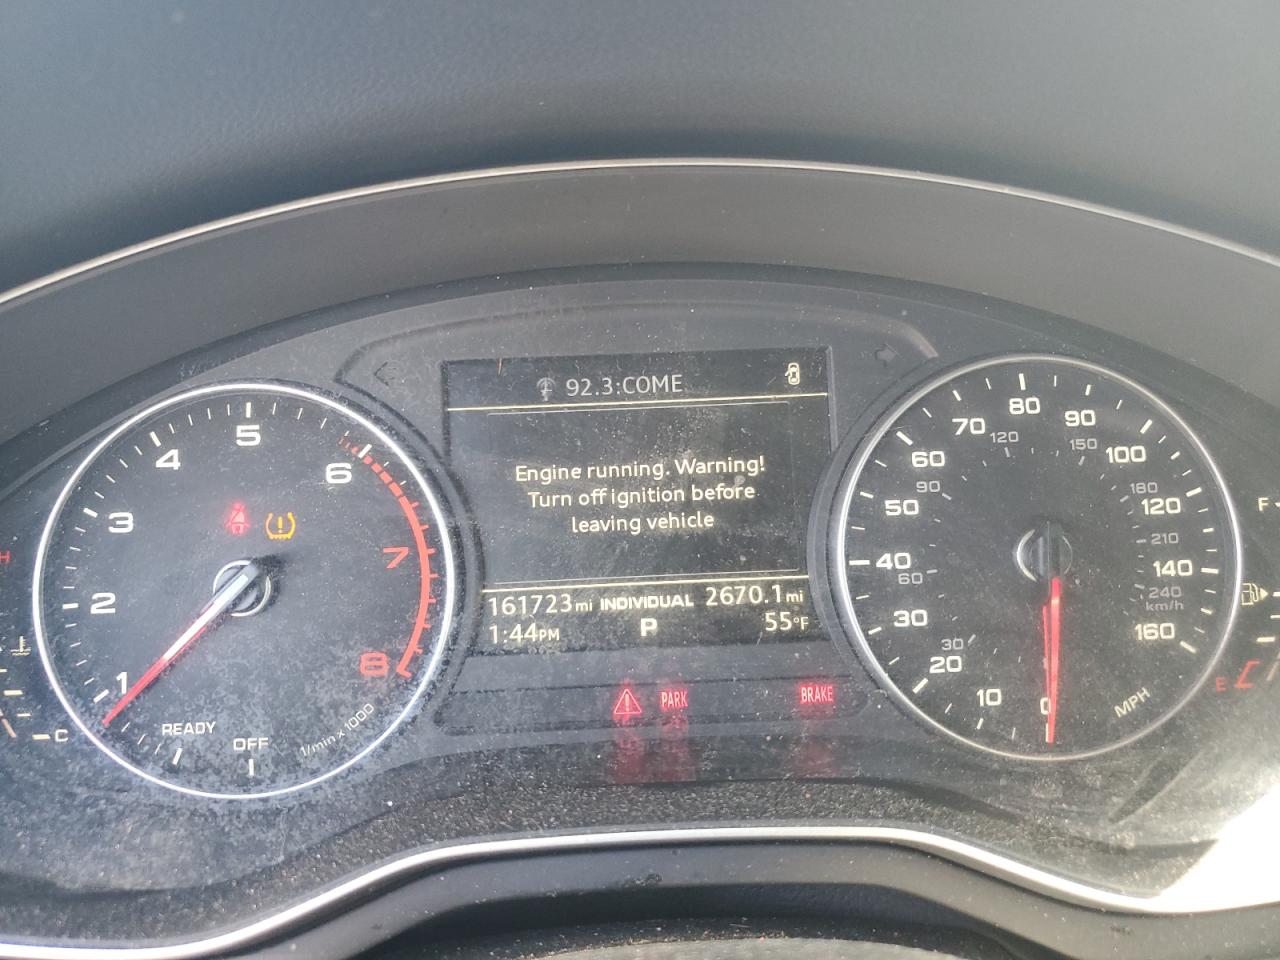 92.3:COME
Engine running. Warning!
Turn off ignition before
leaving vehicle
161723mi INDIVIDUAL 2670.1mi
1:44PM P 55°F
PARK BRAKE
1 2 3 4 5 6 7 8
READY
OFF
1/min x 1000
H
C
0 10 20 30 40 50 60 70 80 90 100 120 140 160
30 60 90 120 150 180 210 240
km/h
MPH
F
E